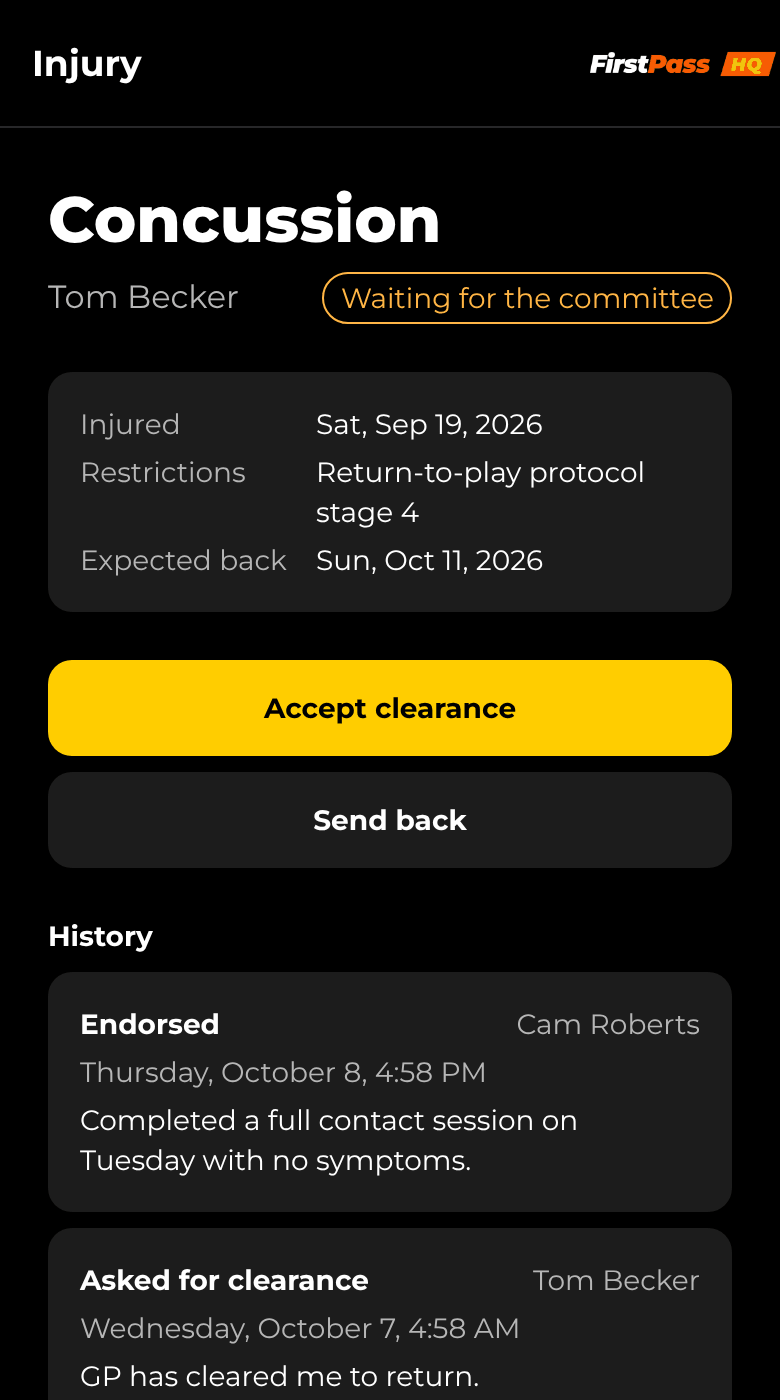 Injury
FirstPass HQ
Concussion
Tom Becker
Waiting for the committee
Injured Sat, Sep 19, 2026
Restrictions Return-to-play protocol
stage 4
Expected back Sun, Oct 11, 2026
Accept clearance
Send back
History
Endorsed Cam Roberts
Thursday, October 8, 4:58 PM
Completed a full contact session on
Tuesday with no symptoms.
Asked for clearance Tom Becker
Wednesday, October 7, 4:58 AM
GP has cleared me to return.